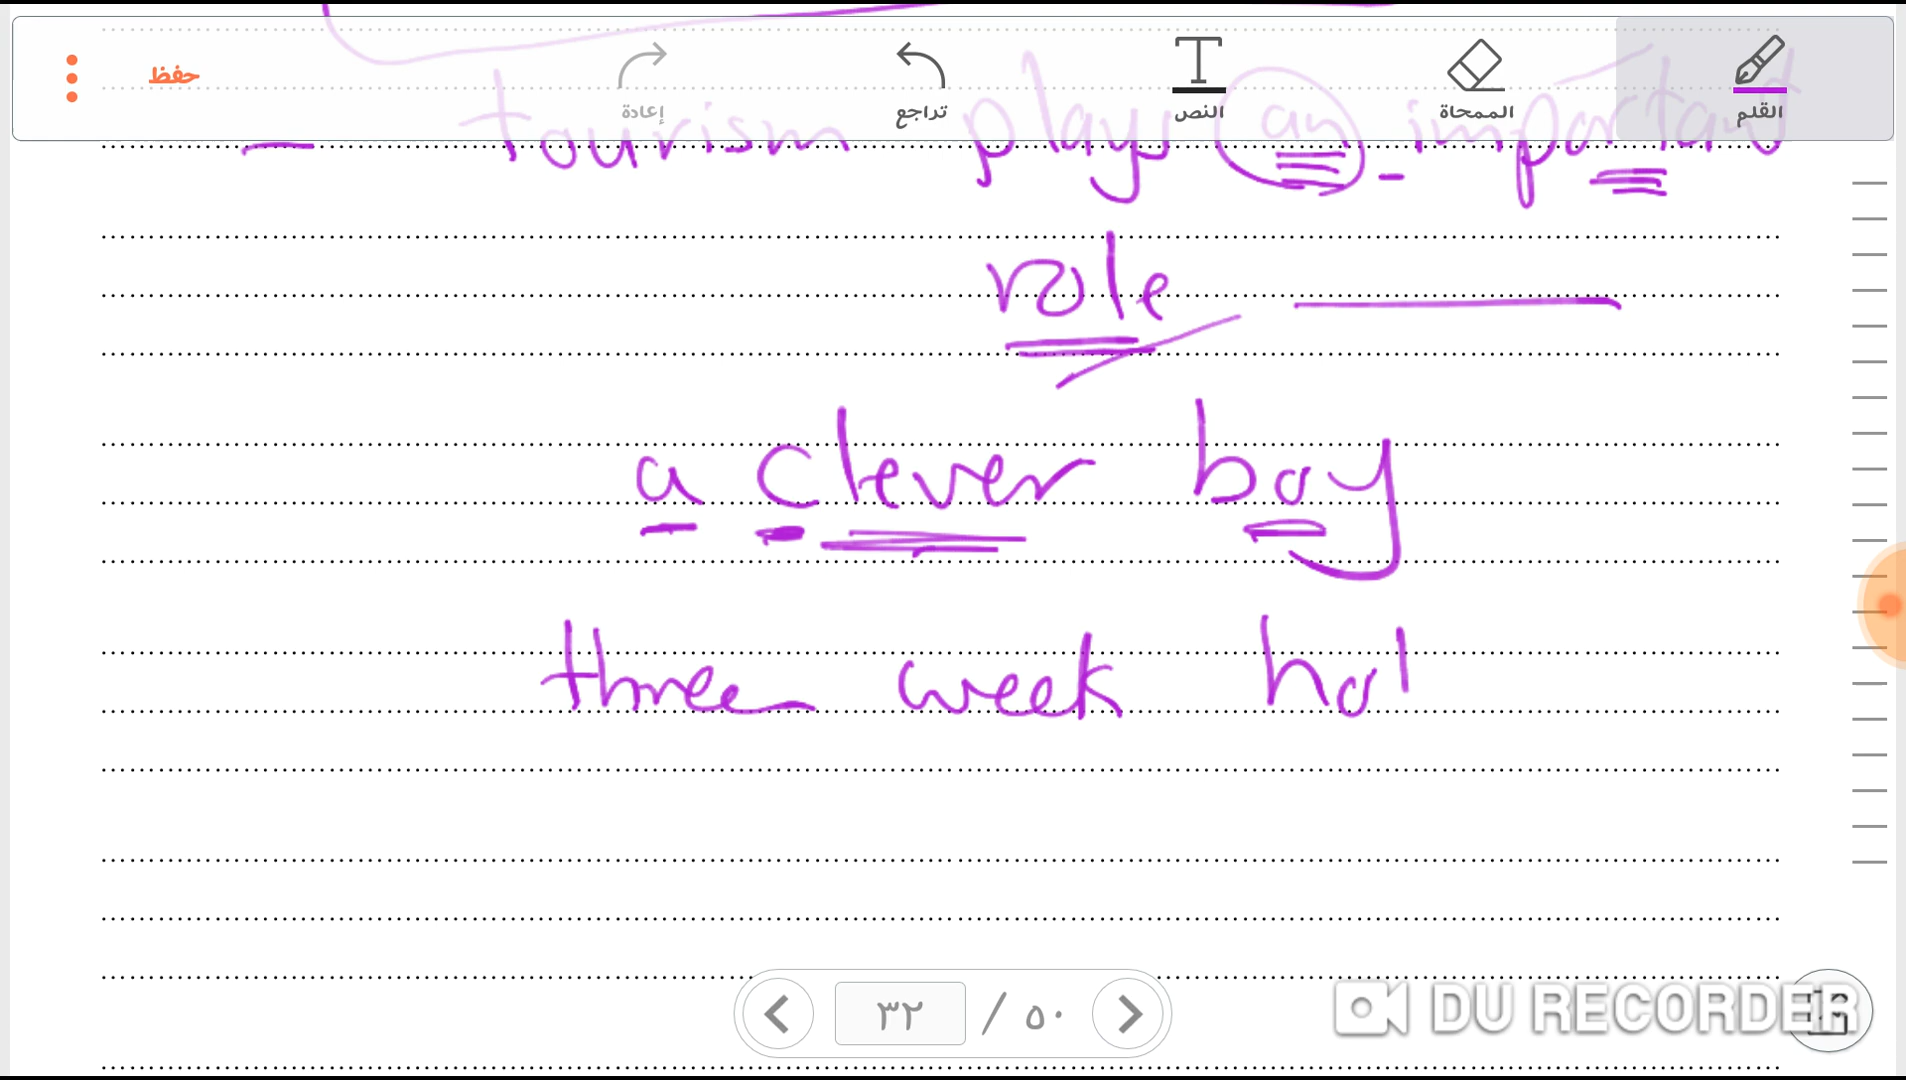 حفظ
إعادة
تراجع
النص
الممحاة
القلم
tourism plays an important
role
a clever boy
three week hol
٣٢ / ٥٠
DU RECORDER